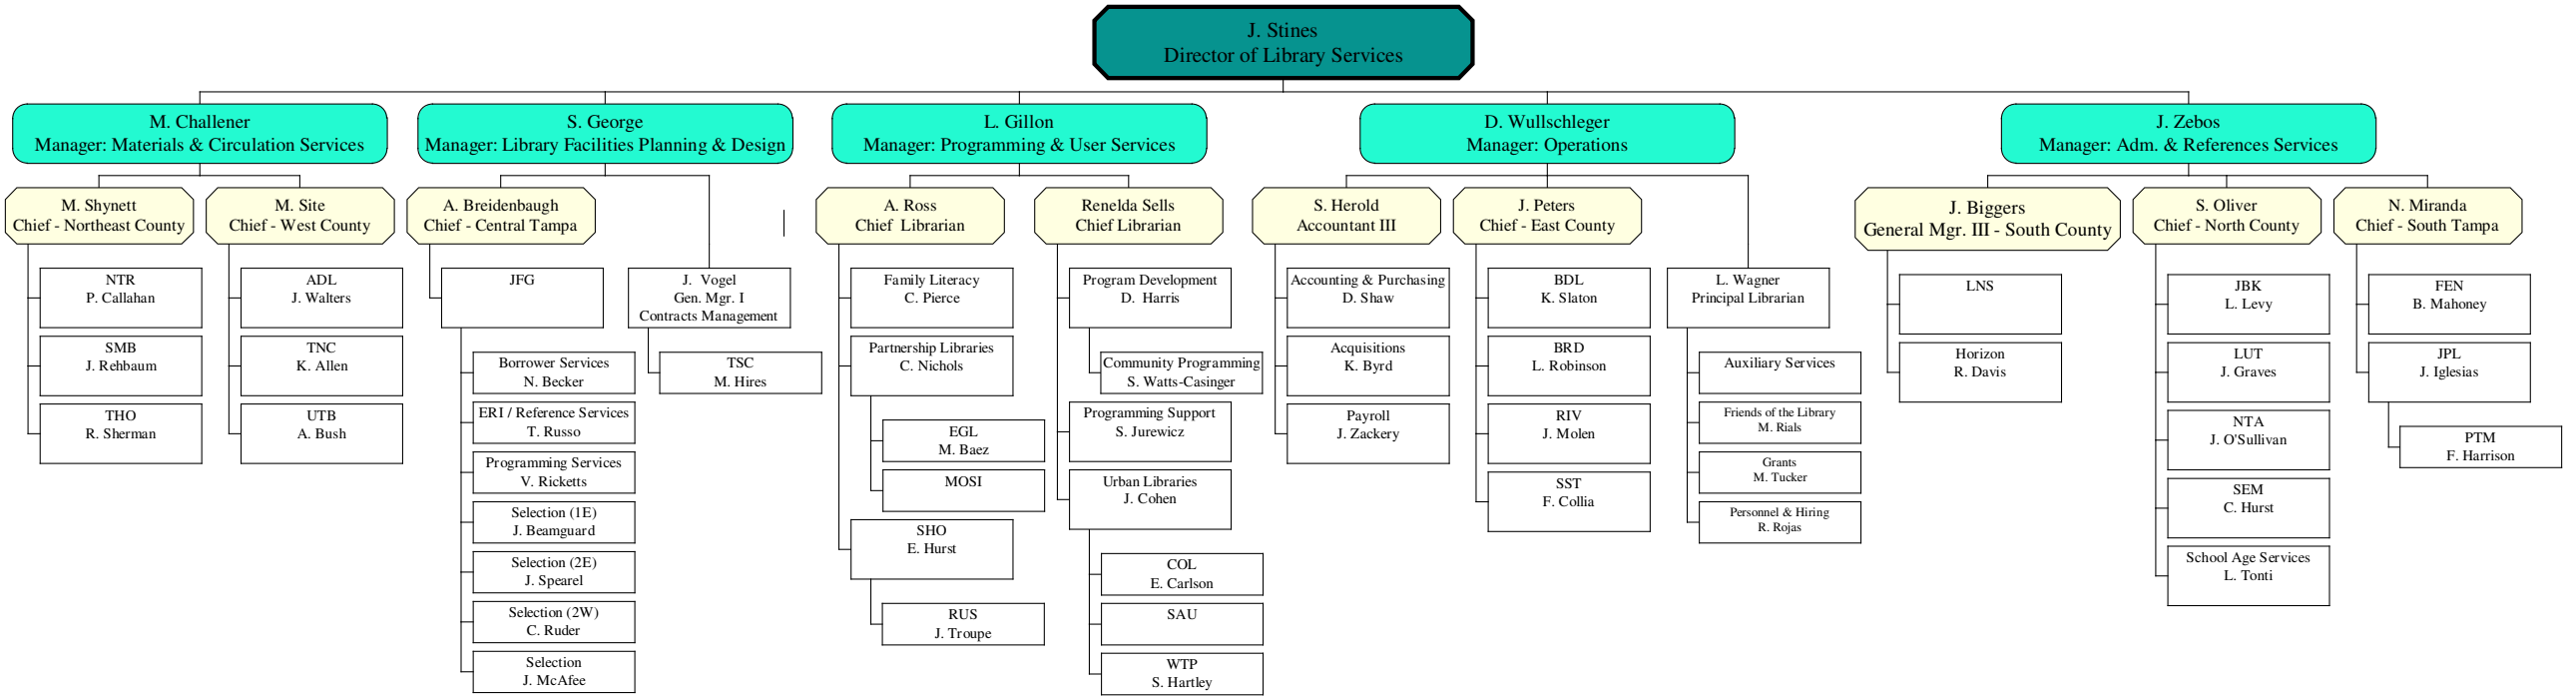 J. Stines
Director of Library Services
M. Challener
Manager: Materials & Circulation Services
S. George
Manager: Library Facilities Planning & Design
L. Gillon
Manager: Programming & User Services
D. Wullschleger
Manager: Operations
J. Zebos
Manager: Adm. & References Services
M. Shynett
Chief - Northeast County
NTR
P. Callahan
SMB
J. Rehbaum
THO
R. Sherman
M. Site
Chief - West County
ADL
J. Walters
TNC
K. Allen
UTB
A. Bush
A. Breidenbaugh
Chief - Central Tampa
JFG
Borrower Services
N. Becker
ERI / Reference Services
T. Russo
Programming Services
V. Ricketts
Selection (1E)
J. Beamguard
Selection (2E)
J. Spearel
Selection (2W)
C. Ruder
Selection
J. McAfee
J. Vogel
Gen. Mgr. I
Contracts Management
TSC
M. Hires
A. Ross
Chief Librarian
Family Literacy
C. Pierce
Partnership Libraries
C. Nichols
EGL
M. Baez
MOSI
SHO
E. Hurst
RUS
J. Troupe
Renelda Sells
Chief Librarian
Program Development
D. Harris
Community Programming
S. Watts-Casinger
Programming Support
S. Jurewicz
Urban Libraries
J. Cohen
COL
E. Carlson
SAU
WTP
S. Hartley
S. Herold
Accountant III
Accounting & Purchasing
D. Shaw
Acquisitions
K. Byrd
Payroll
J. Zackery
J. Peters
Chief - East County
BDL
K. Slaton
BRD
L. Robinson
RIV
J. Molen
SST
F. Collia
L. Wagner
Principal Librarian
Auxiliary Services
Friends of the Library
M. Rials
Grants
M. Tucker
Personnel & Hiring
R. Rojas
J. Biggers
General Mgr. III - South County
LNS
Horizon
R. Davis
S. Oliver
Chief - North County
JBK
L. Levy
LUT
J. Graves
NTA
J. O'Sullivan
SEM
C. Hurst
School Age Services
L. Tonti
N. Miranda
Chief - South Tampa
FEN
B. Mahoney
JPL
J. Iglesias
PTM
F. Harrison